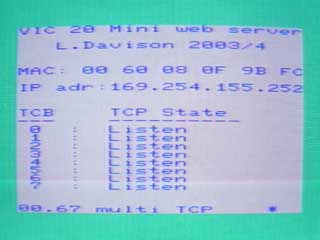 VIC 20 Mini web server
L.Davison 2003/4
MAC: 00 60 08 0F 9B FC
IP adr:169.254.155.252
TCB TCP State
--- ---------
0 : Listen
1 : Listen
2 : Listen
3 : Listen
4 : Listen
5 : Listen
6 : Listen
7 : Listen
00.67 multi TCP *